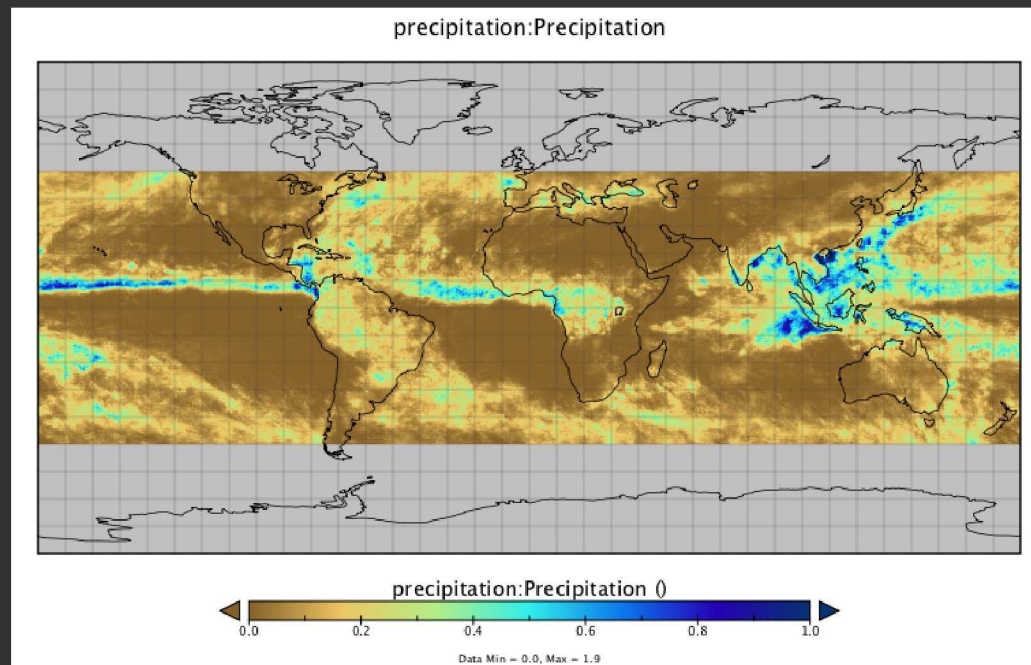 precipitation:Precipitation
precipitation:Precipitation ()
0.0 0.2 0.4 0.6 0.8 1.0
Data Min = 0.0, Max = 1.9